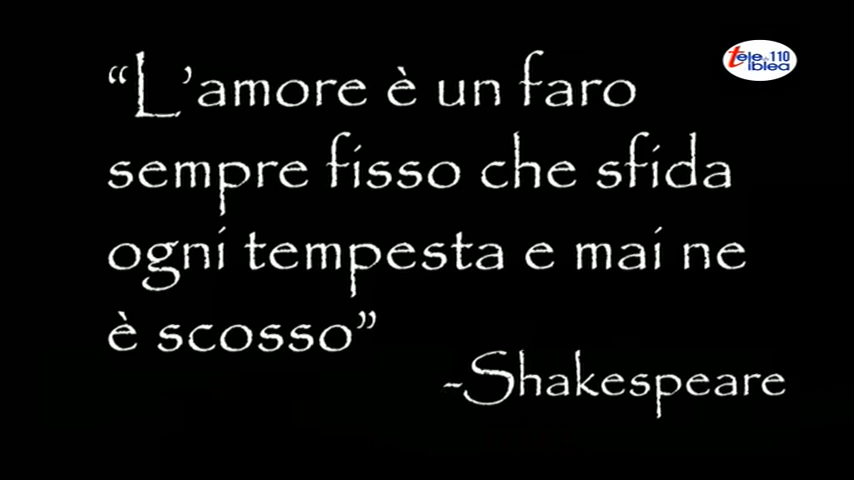 “L’amore è un faro
sempre fisso che sfida
ogni tempesta e mai ne
è scosso”
-Shakespeare
tele 110
iblea